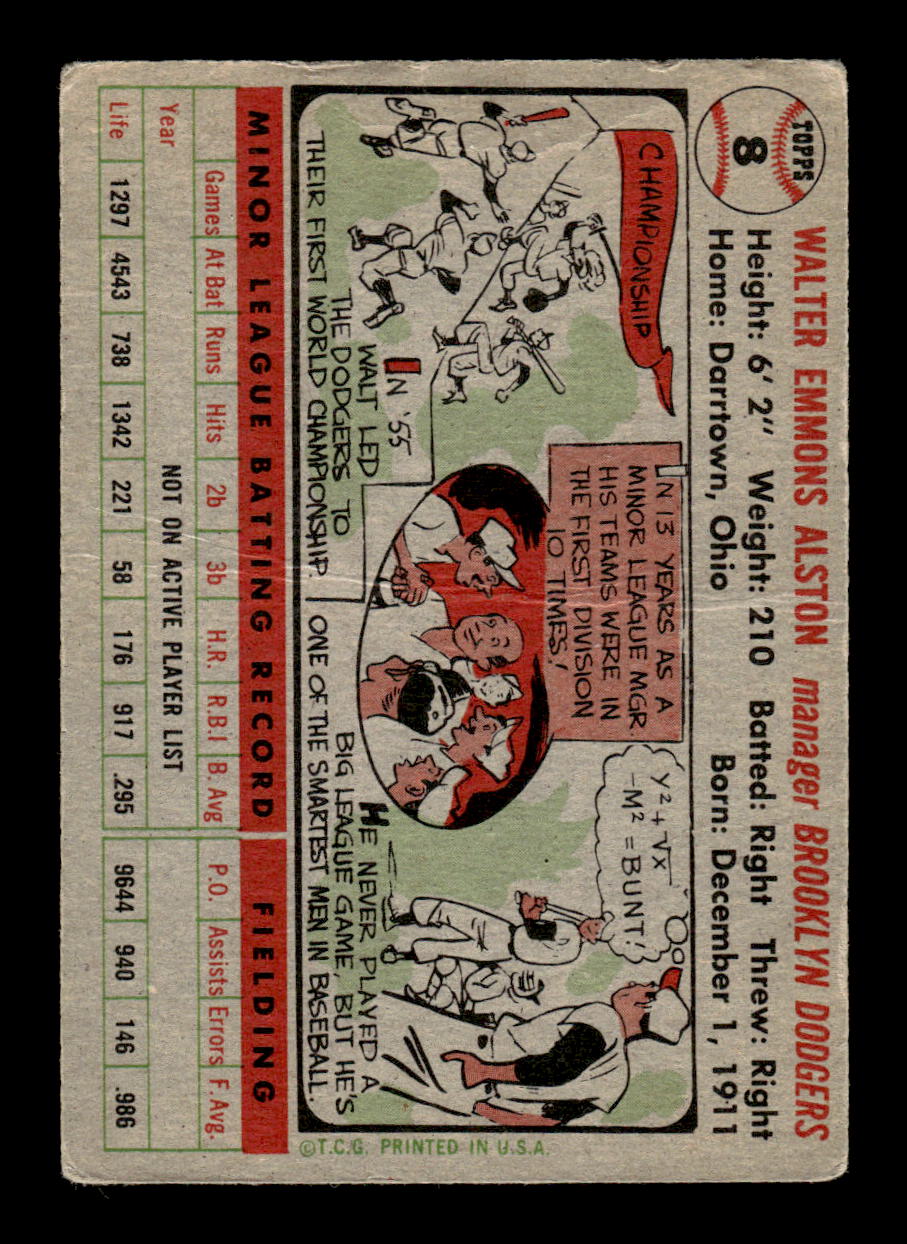 TOPPS
8
WALTER EMMONS ALSTON manager BROOKLYN DODGERS
Height: 6' 2" Weight: 210 Batted: Right Threw: Right
Home: Darrtown, Ohio Born: December 1, 1911
CHAMPIONSHIP
IN '55
WALT LED
THE DODGERS TO
THEIR FIRST WORLD CHAMPIONSHIP.
IN 13 YEARS AS A
MINOR LEAGUE MGR.
HIS TEAMS WERE IN
THE FIRST DIVISION
10 TIMES!
Y² + √X
-M² = BUNT!
HE NEVER PLAYED A
BIG LEAGUE GAME, BUT HE'S
ONE OF THE SMARTEST MEN IN BASEBALL.
MINOR LEAGUE BATTING RECORD FIELDING
Games At Bat Runs Hits 2b 3b H.R. R.B.I B. Avg P.O. Assists Errors F. Avg.
Year NOT ON ACTIVE PLAYER LIST
Life 1297 4543 738 1342 221 58 176 917 .295 9644 940 146 .986
©T.C.G. PRINTED IN U.S.A.